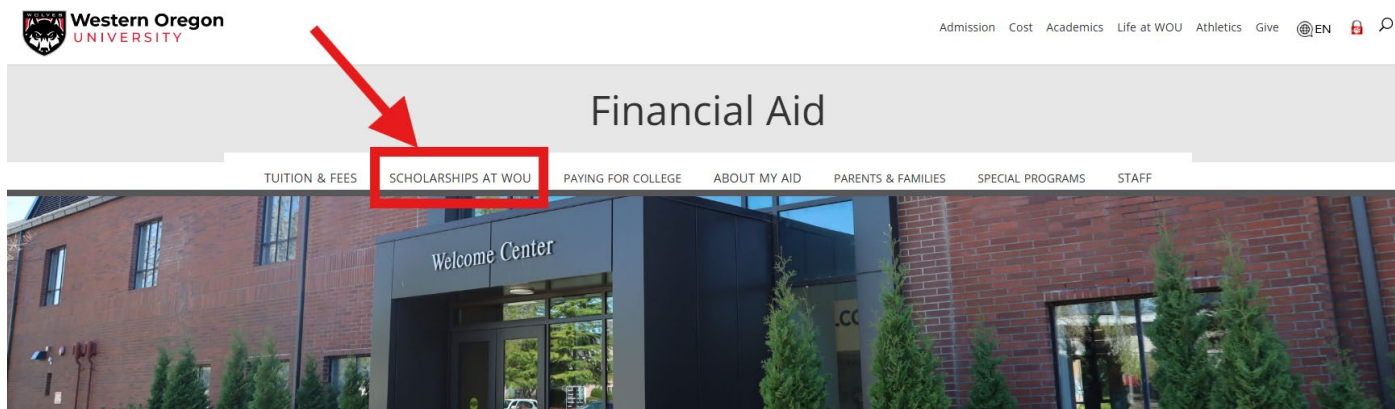 WOLVES
Western Oregon
UNIVERSITY
Admission Cost Academics Life at WOU Athletics Give EN
Financial Aid
TUITION & FEES SCHOLARSHIPS AT WOU PAYING FOR COLLEGE ABOUT MY AID PARENTS & FAMILIES SPECIAL PROGRAMS STAFF
Welcome Center